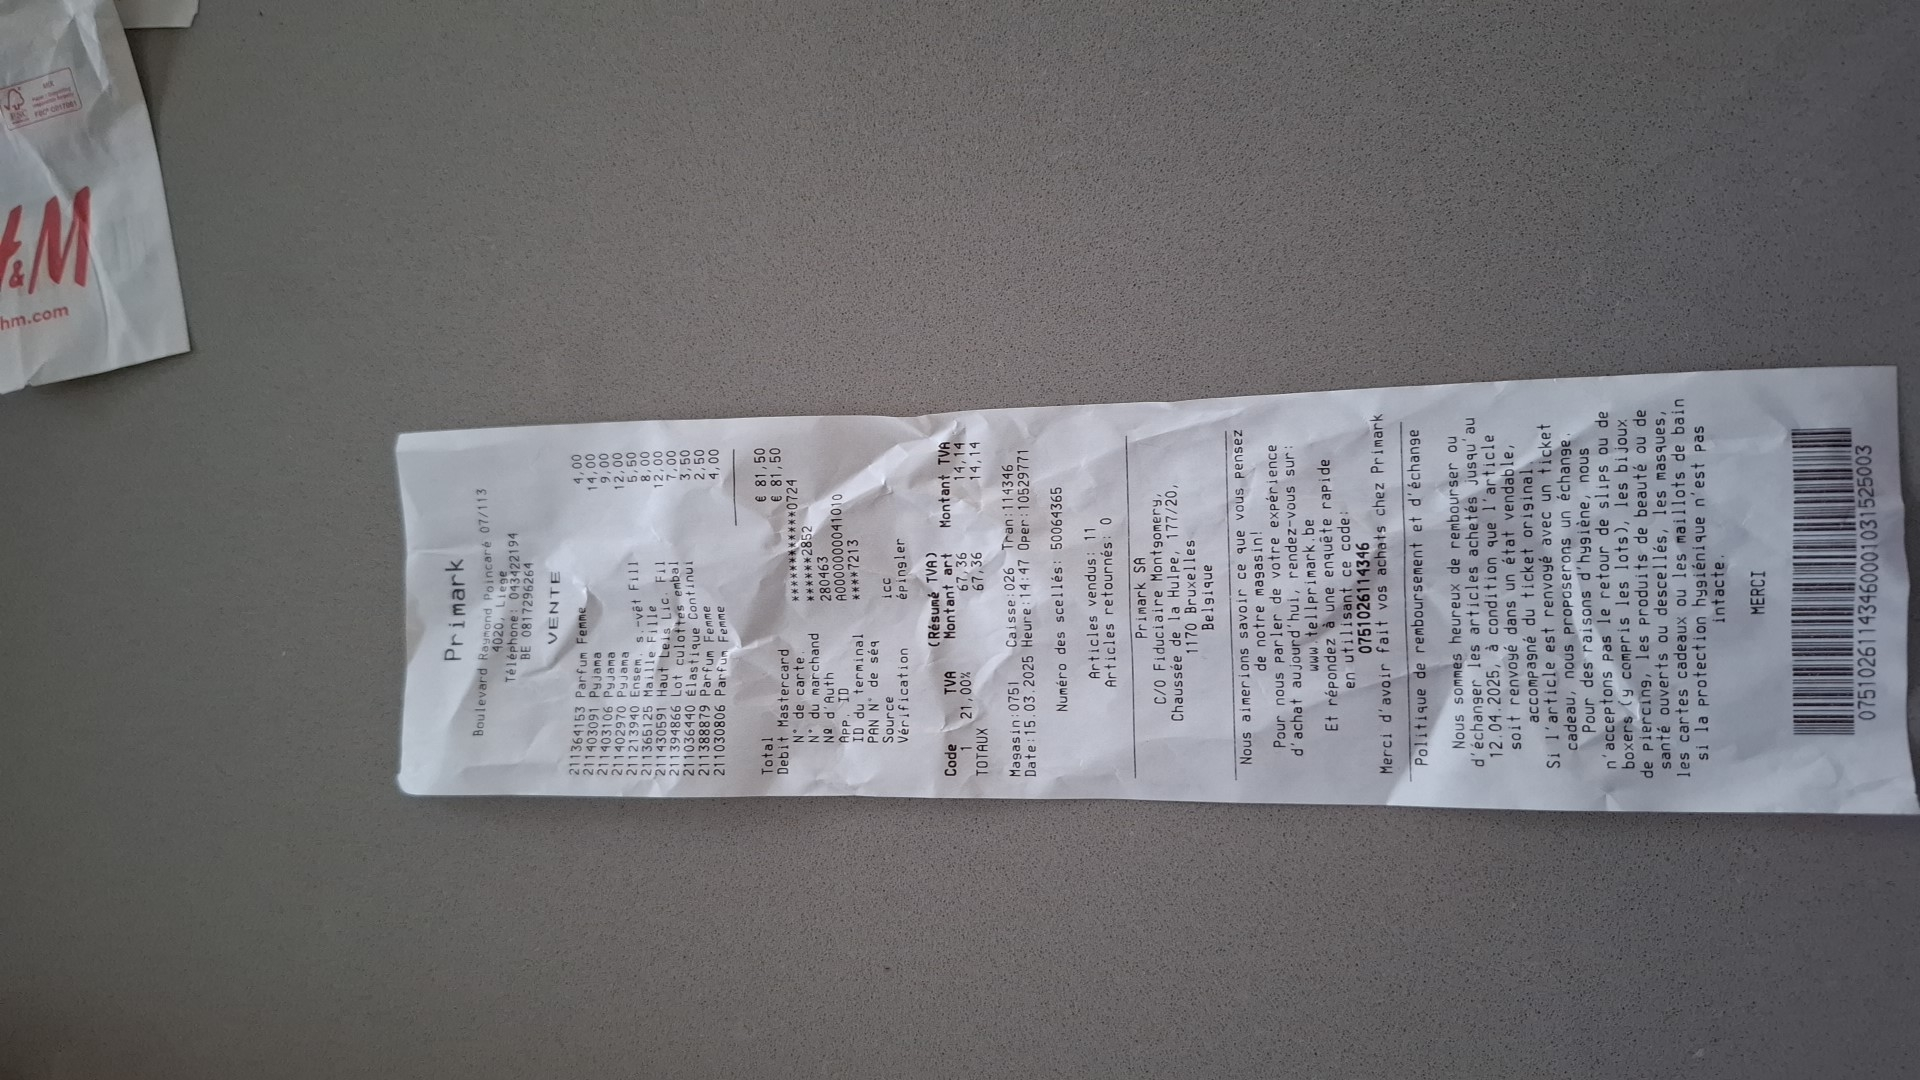 H&M
hm.com
MIX
FSC
Primark
Boulevard Raymond Poincaré 07/113
4020, Liege
Téléphone: 043422194
BE 0817296264
VENTE
211364153 Parfum Femme 4,00
211403091 Pyjama 14,00
211403106 Pyjama 9,00
211402970 Pyjama 12,00
211213940 Ensem. s.-vêt Fill 5,50
211365125 Maille Fille 8,00
211430591 Haut Leis Lic. Fil 12,00
211394866 Lot culottes embal 7,00
211036440 Élastique Continui 3,50
211388879 Parfum Femme 2,50
211030806 Parfum Femme 4,00
Total € 81,50
Debit Mastercard € 81,50
N° de carte. ************0724
N° du marchand ******2852
Nº d'Auth 280463
App. ID A0000000041010
ID du terminal ****7213
PAN N° de séq
Source icc
Vérification épingler
(Résumé TVA)
Code TVA Montant art Montant TVA
1 21,00% 67,36 14,14
TOTAUX 67,36 14,14
Magasin:0751 Caisse:026 Tran:114346
Date:15.03.2025 Heure:14:47 Oper:10529771
Numéro des scellés: 50064365
Articles vendus: 11
Articles retournés: 0
Primark SA
C/O Fiduciaire Montgomery,
Chaussée de la Hulpe, 177/20,
1170 Bruxelles
Belgique
Nous aimerions savoir ce que vous pensez
de notre magasin!
Pour nous parler de votre expérience
d'achat aujourd'hui, rendez-vous sur:
www.tellprimark.be
Et répondez à une enquête rapide
en utilisant ce code:
0751026114346
Merci d'avoir fait vos achats chez Primark
Politique de remboursement et d'échange
Nous sommes heureux de rembourser ou
d'échanger les articles achetés jusqu'au
12.04.2025, à condition que l'article
soit renvoyé dans un état vendable,
accompagné du ticket original.
Si l'article est renvoyé avec un ticket
cadeau, nous proposerons un échange.
Pour des raisons d'hygiène, nous
n'acceptons pas le retour de slips ou de
boxers (y compris les lots), les bijoux
de piercing, les produits de beauté ou de
santé ouverts ou descellés, les masques,
les cartes cadeaux ou les maillots de bain
si la protection hygiénique n'est pas
intacte.
MERCI
07510261143460001031525003